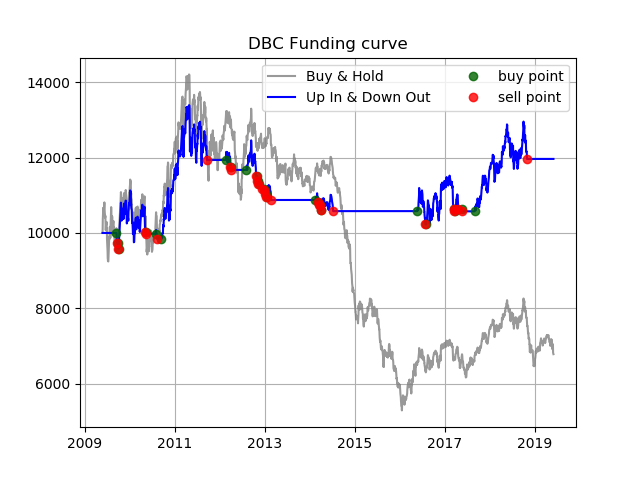 DBC Funding curve
Buy & Hold
Up In & Down Out
buy point
sell point
14000
12000
10000
8000
6000
2009 2011 2013 2015 2017 2019